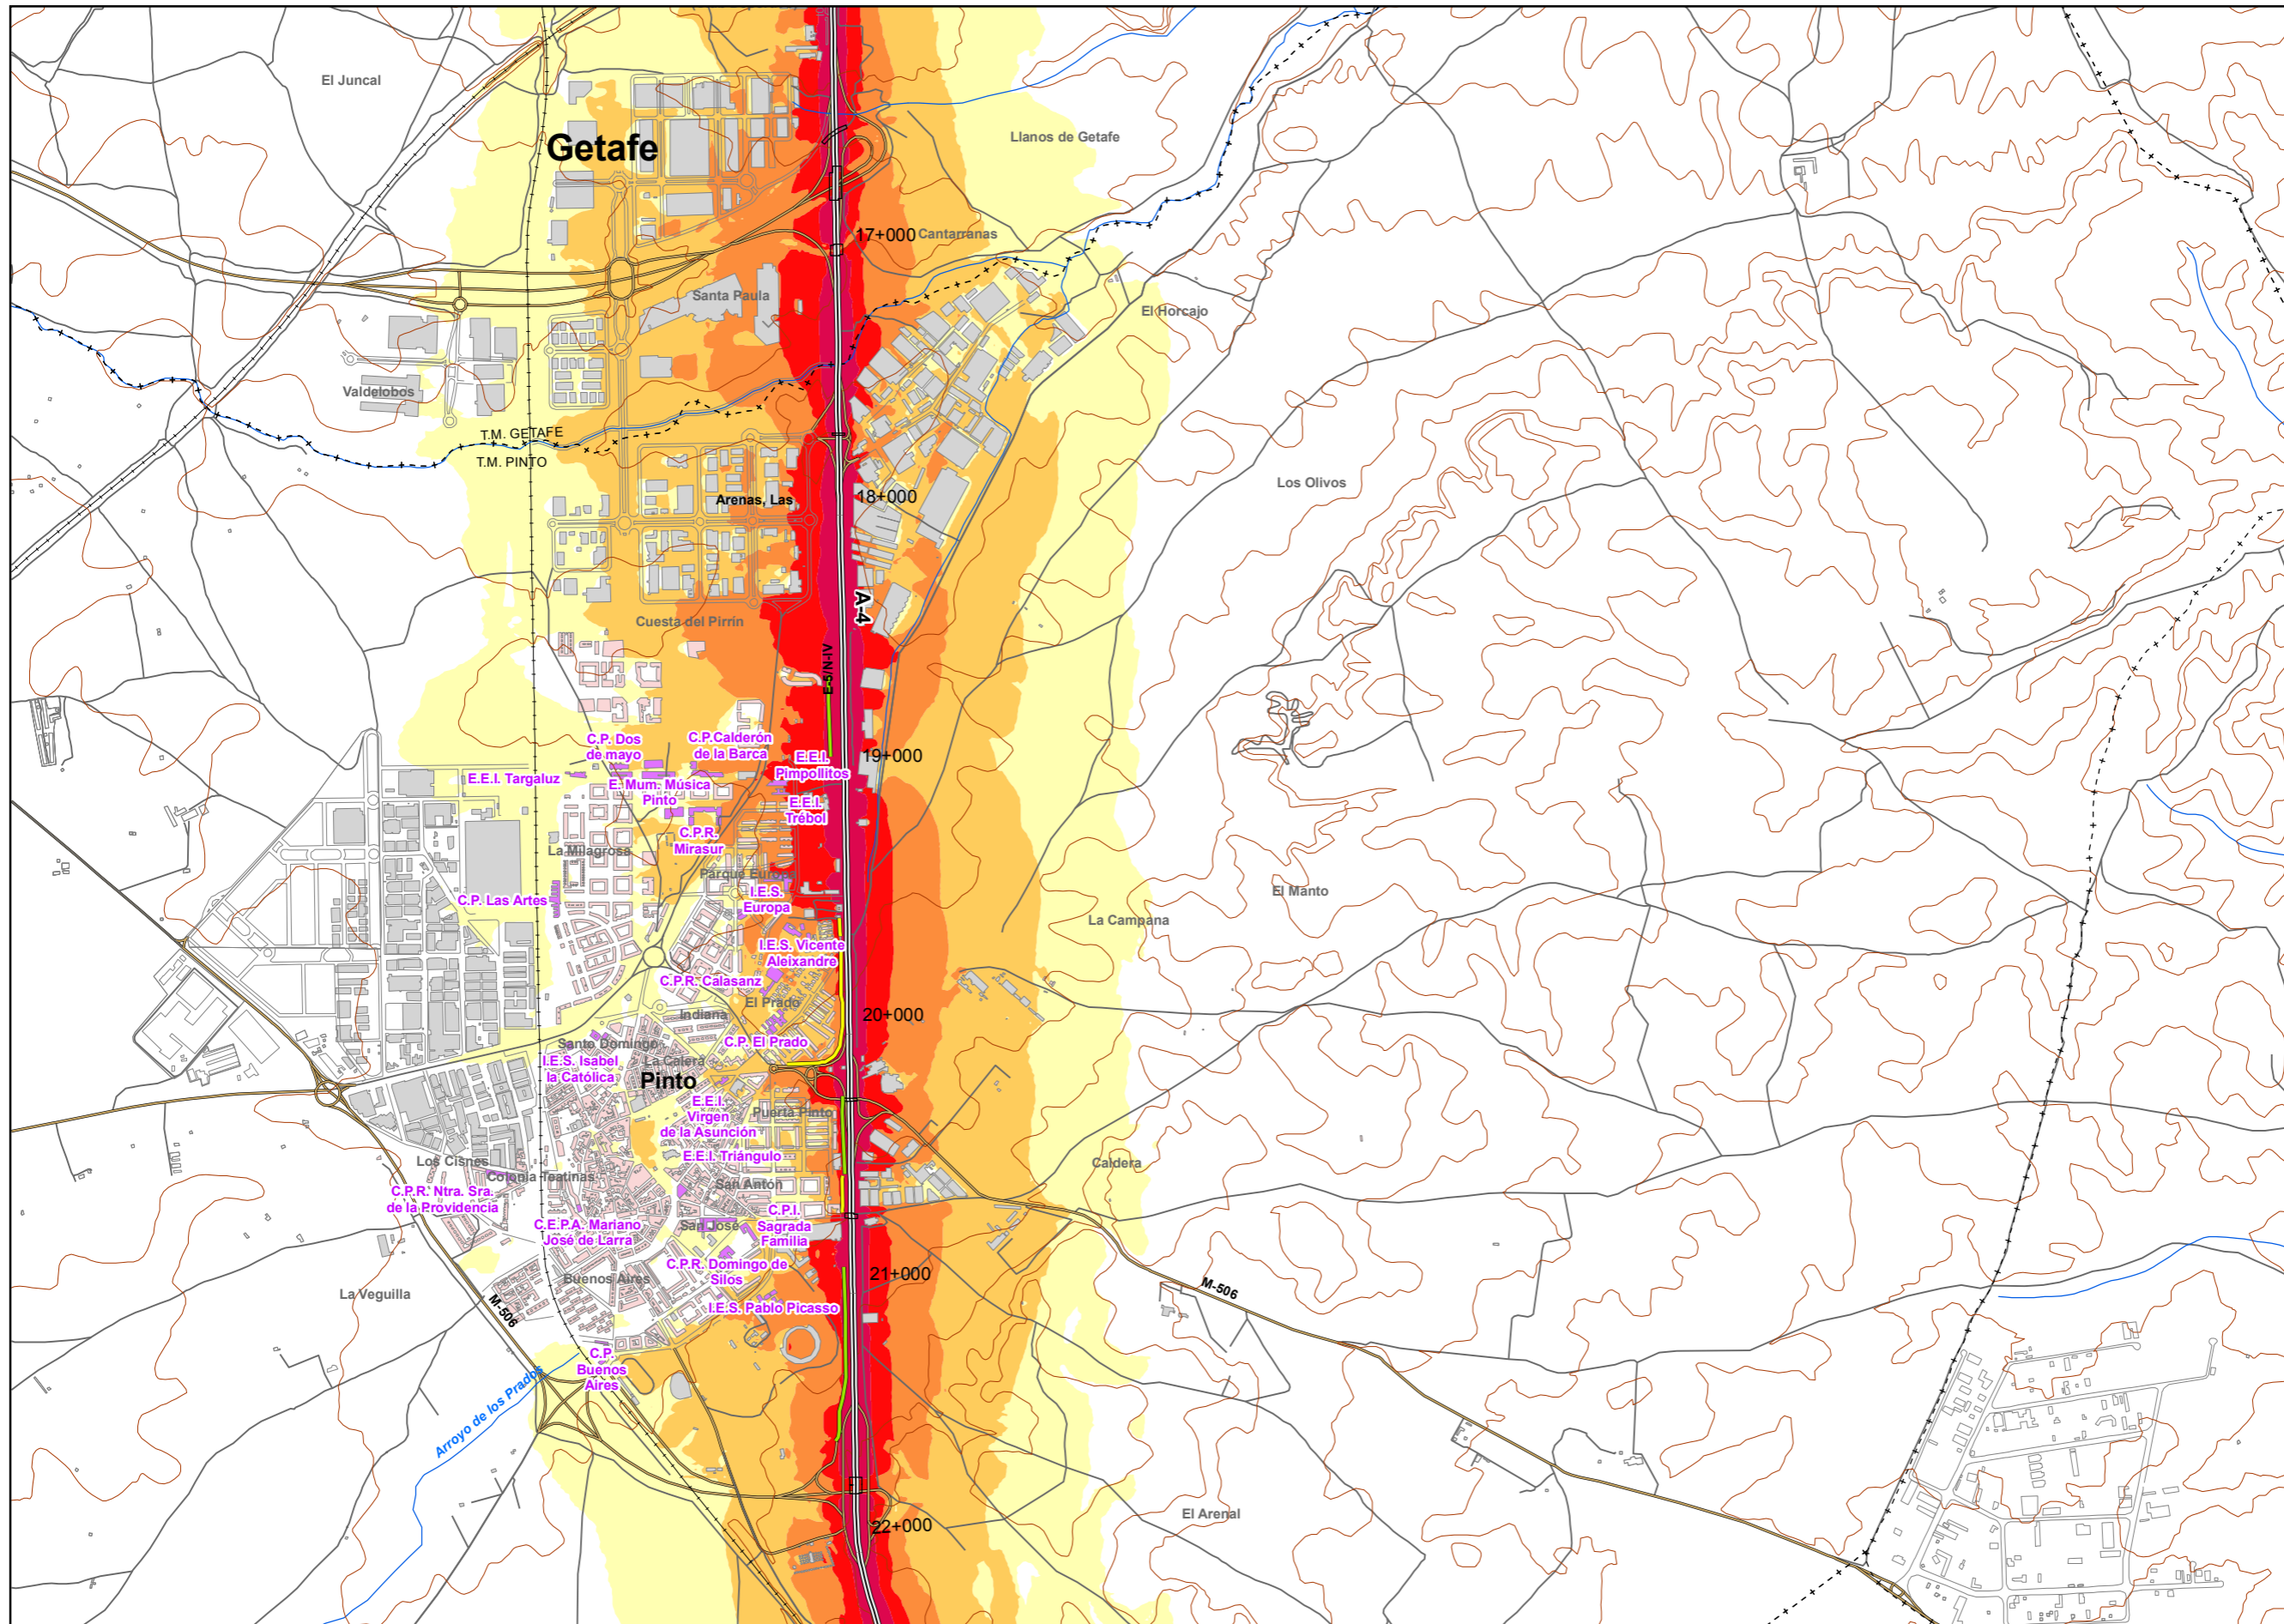 El Juncal
Getafe
Llanos de Getafe
17+000
Cantarranas
Santa Paula
El Horcajo
Valdelobos
T.M. GETAFE
T.M. PINTO
Arenas, Las
18+000
Los Olivos
A-4
Cuesta del Pirrín
E-5/N-IV
C.P. Dos
de mayo
C.P.Calderón
de la Barca
E.E.I.
Pimpollitos
19+000
E.E.I. Targaluz
E. Mum. Música
Pinto
E.E.I.
Trébol
C.P.R.
Mirasur
La Milagrosa
Parque Europa
C.P. Las Artes
I.E.S.
Europa
El Manto
La Campana
I.E.S. Vicente
Aleixandre
C.P.R. Calasanz
El Prado
Indiana
20+000
Santo Domingo
C.P. El Prado
I.E.S. Isabel
la Católica
La Calera
Pinto
E.E.I.
Virgen
de la Asunción
Puerta Pinto
E.E.I. Triángulo
Los Cisnes
Colonia Teatinas
San Antón
Caldera
C.P.R. Ntra. Sra.
de la Providencia
C.E.P.A. Mariano
José de Larra
San José
C.P.I.
Sagrada
Familia
C.P.R. Domingo de
Silos
21+000
Buenos Aires
La Veguilla
M-506
M-506
I.E.S. Pablo Picasso
C.P.
Buenos
Aires
Arroyo de los Prados
El Arenal
22+000